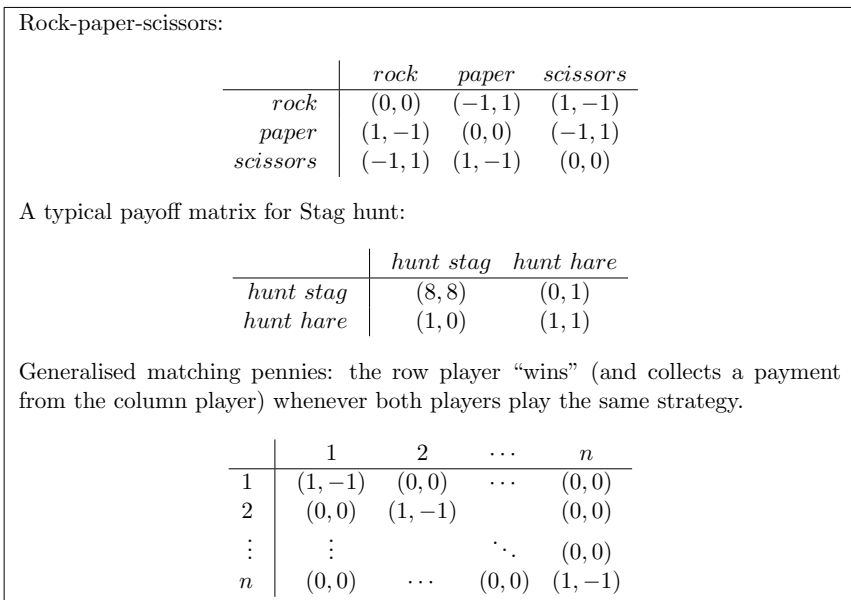 Rock-paper-scissors:
rock paper scissors
rock (0, 0) (−1, 1) (1, −1)
paper (1, −1) (0, 0) (−1, 1)
scissors (−1, 1) (1, −1) (0, 0)
A typical payoff matrix for Stag hunt:
hunt stag hunt hare
hunt stag (8, 8) (0, 1)
hunt hare (1, 0) (1, 1)
Generalised matching pennies: the row player “wins” (and collects a payment
from the column player) whenever both players play the same strategy.
1 2 ⋯ n
1 (1, −1) (0, 0) ⋯ (0, 0)
2 (0, 0) (1, −1) (0, 0)
⋮ ⋮ ⋱ (0, 0)
n (0, 0) ⋯ (0, 0) (1, −1)